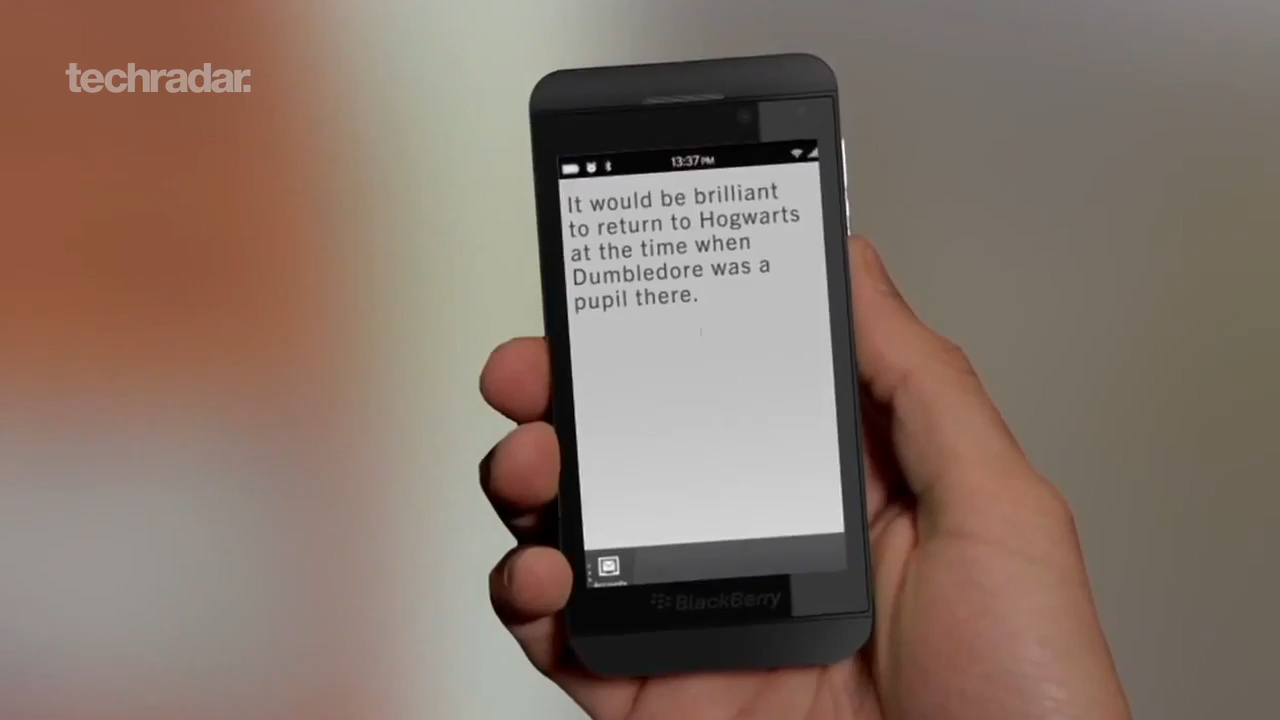 techradar.
13:37 PM
It would be brilliant
to return to Hogwarts
at the time when
Dumbledore was a
pupil there.
Accounts
BlackBerry